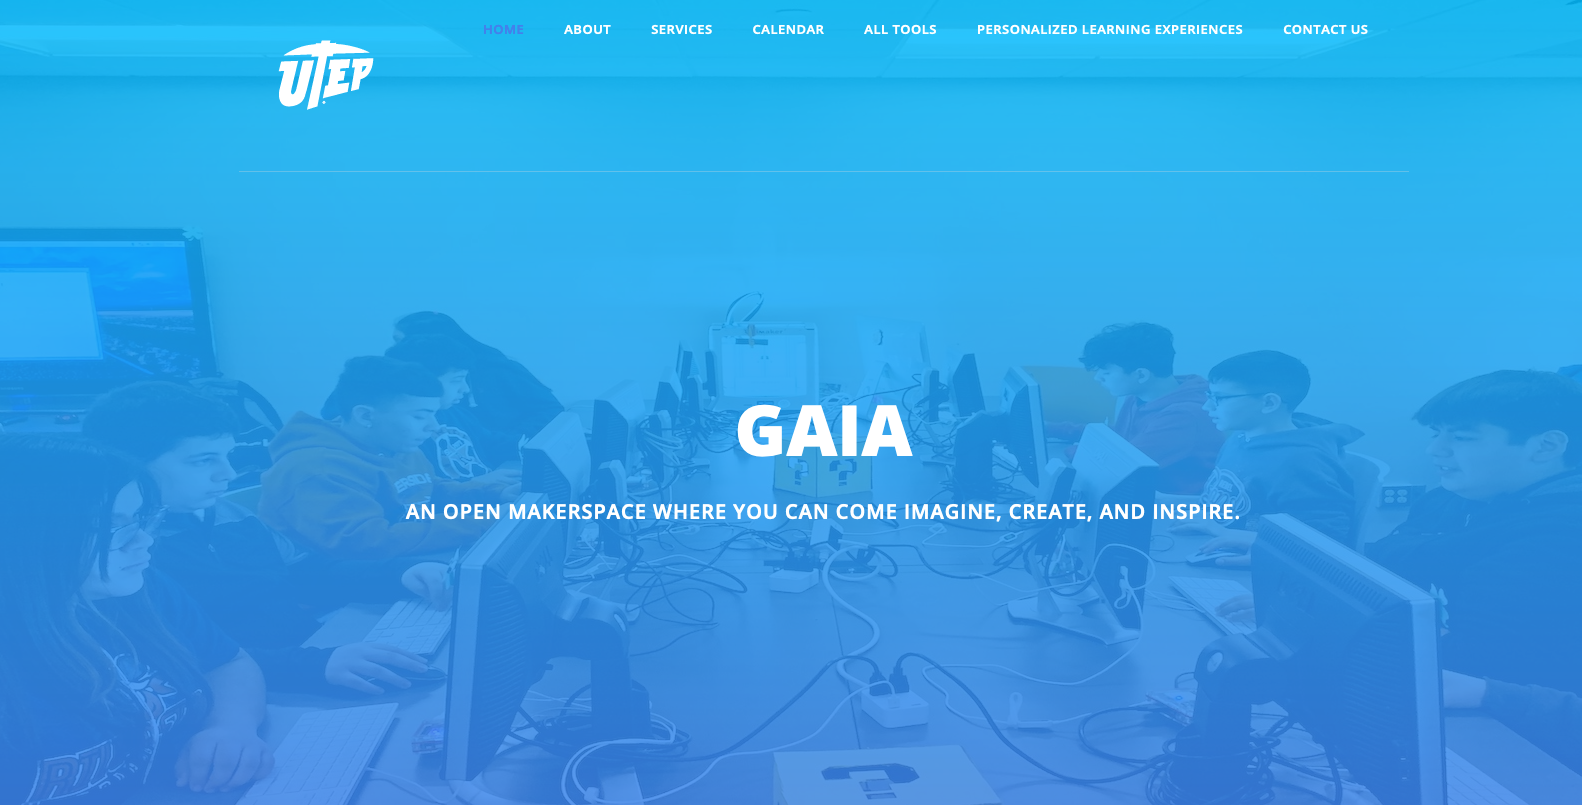 HOME ABOUT SERVICES CALENDAR ALL TOOLS PERSONALIZED LEARNING EXPERIENCES CONTACT US
UTEP
GAIA
AN OPEN MAKERSPACE WHERE YOU CAN COME IMAGINE, CREATE, AND INSPIRE.